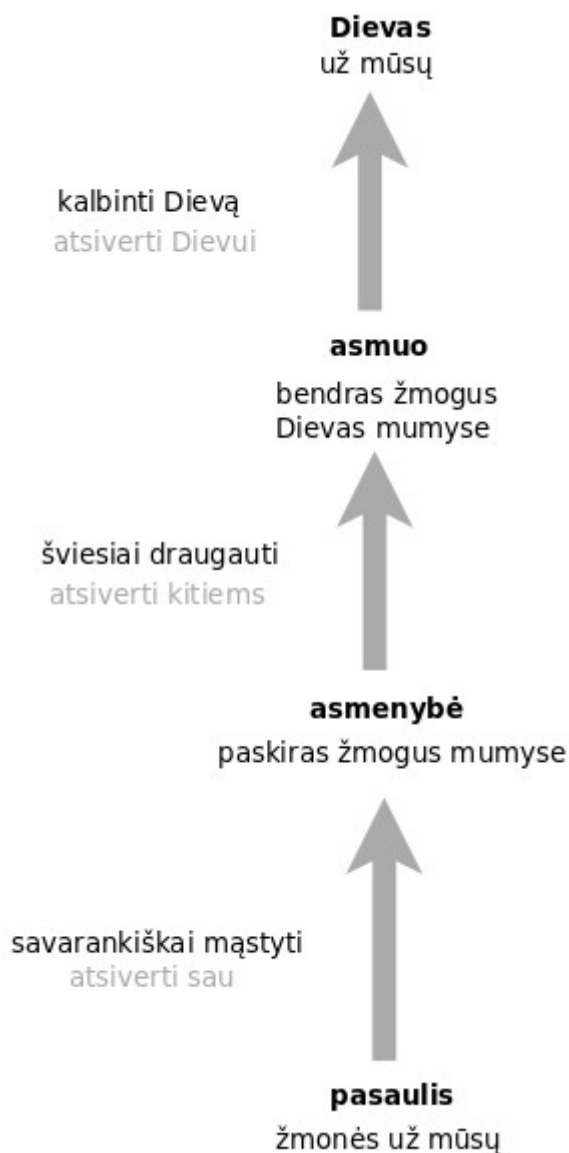 Dievas
už mūsų
kalbinti Dievą
atsiverti Dievui
asmuo
bendras žmogus
Dievas mumyse
šviesiai draugauti
atsiverti kitiems
asmenybė
paskiras žmogus mumyse
savarankiškai mąstyti
atsiverti sau
pasaulis
žmonės už mūsų